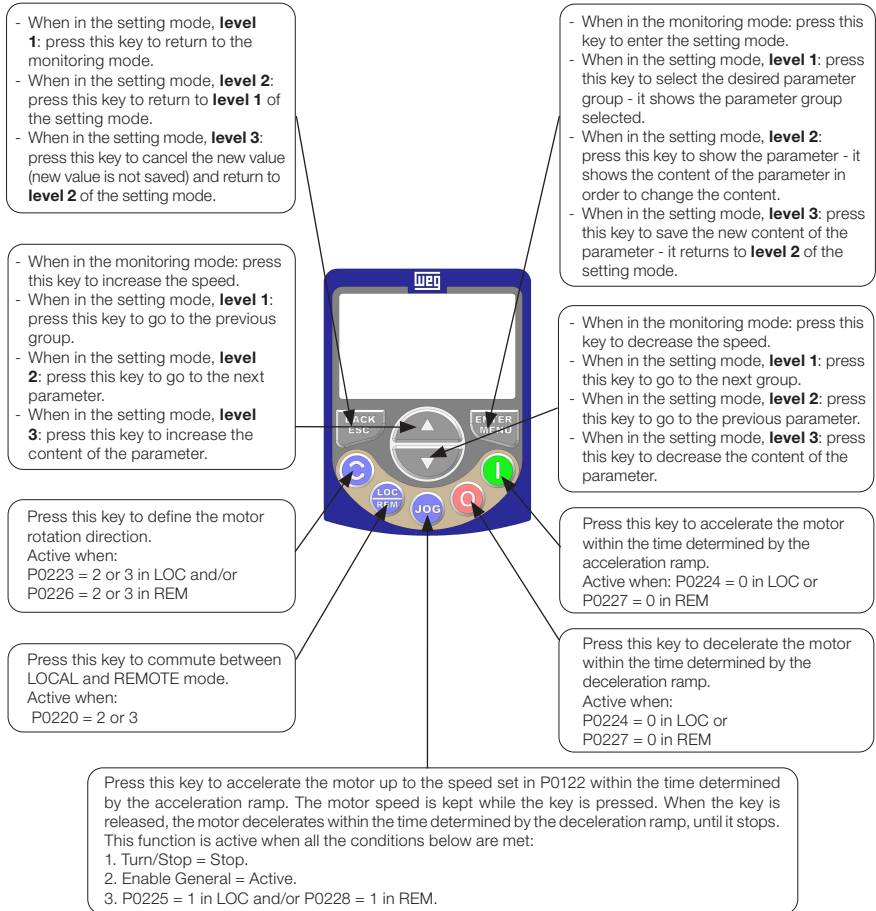 - When in the setting mode, level
1: press this key to return to the
monitoring mode.
- When in the setting mode, level 2:
press this key to return to level 1 of
the setting mode.
- When in the setting mode, level 3:
press this key to cancel the new value
(new value is not saved) and return to
level 2 of the setting mode.
- When in the monitoring mode: press this
key to enter the setting mode.
- When in the setting mode, level 1: press
this key to select the desired parameter
group - it shows the parameter group
selected.
- When in the setting mode, level 2:
press this key to show the parameter - it
shows the content of the parameter in
order to change the content.
- When in the setting mode, level 3: press
this key to save the new content of the
parameter - it returns to level 2 of the
setting mode.
- When in the monitoring mode: press
this key to increase the speed.
- When in the setting mode, level 1:
press this key to go to the previous
group.
- When in the setting mode, level
2: press this key to go to the next
parameter.
- When in the setting mode, level
3: press this key to increase the
content of the parameter.
weg
- When in the monitoring mode: press this
key to decrease the speed.
- When in the setting mode, level 1: press
this key to go to the next group.
- When in the setting mode, level 2: press
this key to go to the previous parameter.
- When in the setting mode, level 3: press
this key to decrease the content of the
parameter.
BACK
ESC
ENTER
MENU
LOC
REM
JOG
Press this key to define the motor
rotation direction.
Active when:
P0223 = 2 or 3 in LOC and/or
P0226 = 2 or 3 in REM
Press this key to accelerate the motor
within the time determined by the
acceleration ramp.
Active when: P0224 = 0 in LOC or
P0227 = 0 in REM
Press this key to commute between
LOCAL and REMOTE mode.
Active when:
P0220 = 2 or 3
Press this key to decelerate the motor
within the time determined by the
deceleration ramp.
Active when:
P0224 = 0 in LOC or
P0227 = 0 in REM
Press this key to accelerate the motor up to the speed set in P0122 within the time determined
by the acceleration ramp. The motor speed is kept while the key is pressed. When the key is
released, the motor decelerates within the time determined by the deceleration ramp, until it stops.
This function is active when all the conditions below are met:
1. Turn/Stop = Stop.
2. Enable General = Active.
3. P0225 = 1 in LOC and/or P0228 = 1 in REM.